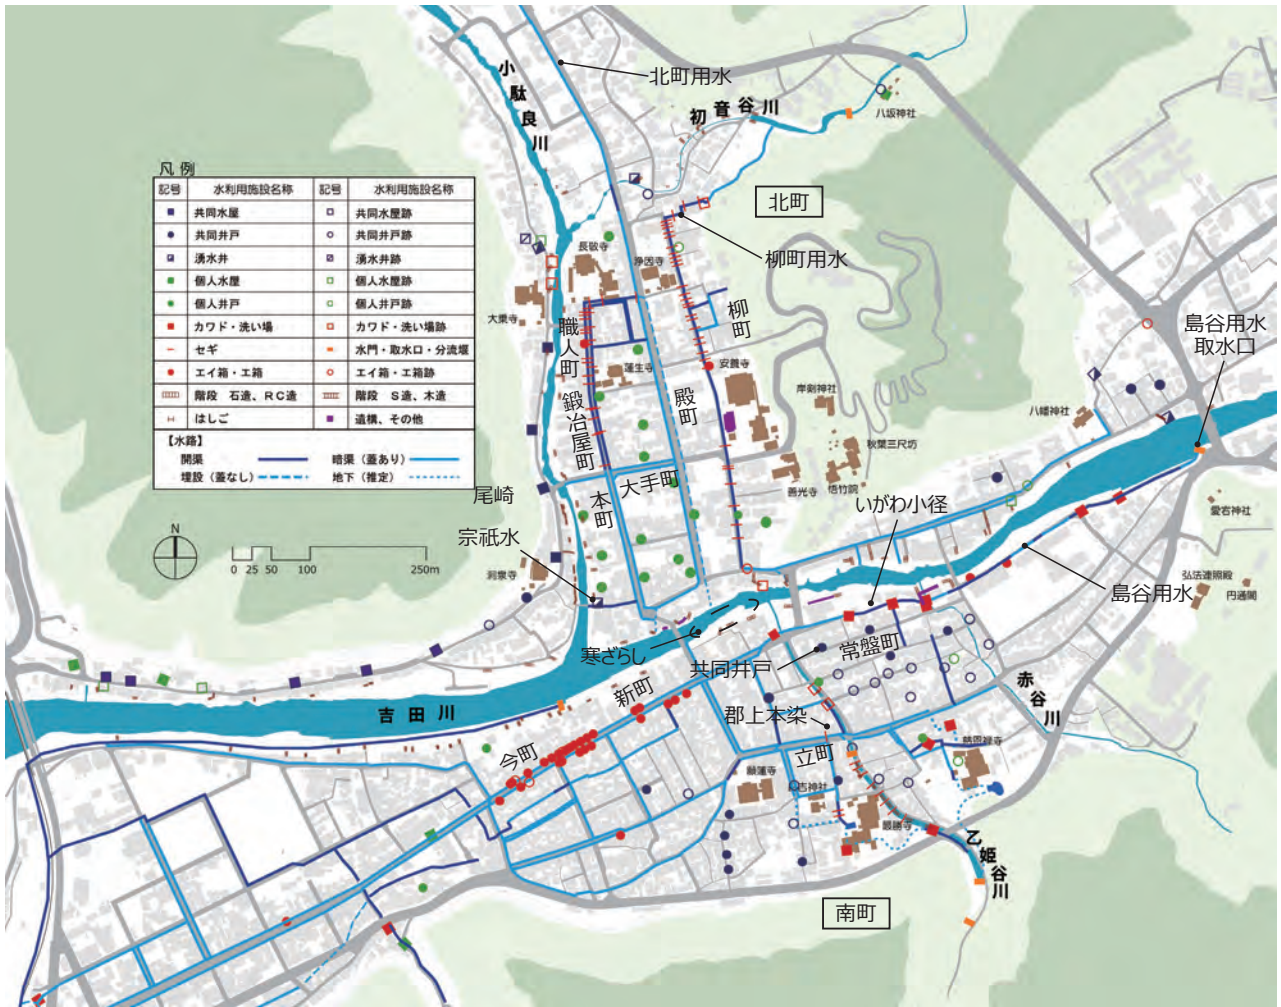 小駄良川
北町用水
初音谷川
八坂神社
凡例
記号 水利用施設名称 記号 水利用施設名称
共同水屋 共同水屋跡
共同井戸 共同井戸跡
湧水井 湧水井跡
個人水屋 個人水屋跡
個人井戸 個人井戸跡
カワド・洗い場 カワド・洗い場跡
セギ 水門・取水口・分流堰
エイ箱・エ箱 エイ箱・エ箱跡
階段 石造、RC造 階段 S造、木造
はしご 遺構、その他
【水路】
開渠 暗渠(蓋あり)
埋設(蓋なし) 地下(推定)
N
0 25 50 100 250m
北町
柳町用水
長敬寺
浄因寺
大乗寺
職人町
柳町
蓮生寺
安養寺
殿町
鍛冶屋町
岸剣神社
八幡神社
島谷用水
取水口
秋葉三尺坊
悟竹院
善光寺
大手町
本町
尾崎
宗祇水
洞泉寺
いがわ小径
愛宕神社
弘法連照殿
円通閣
島谷用水
寒ざらし
共同井戸
常盤町
赤谷川
新町
吉田川
郡上本染
今町
立町
慈恩禅寺
願蓮寺
最勝寺
乙姫谷川
南町